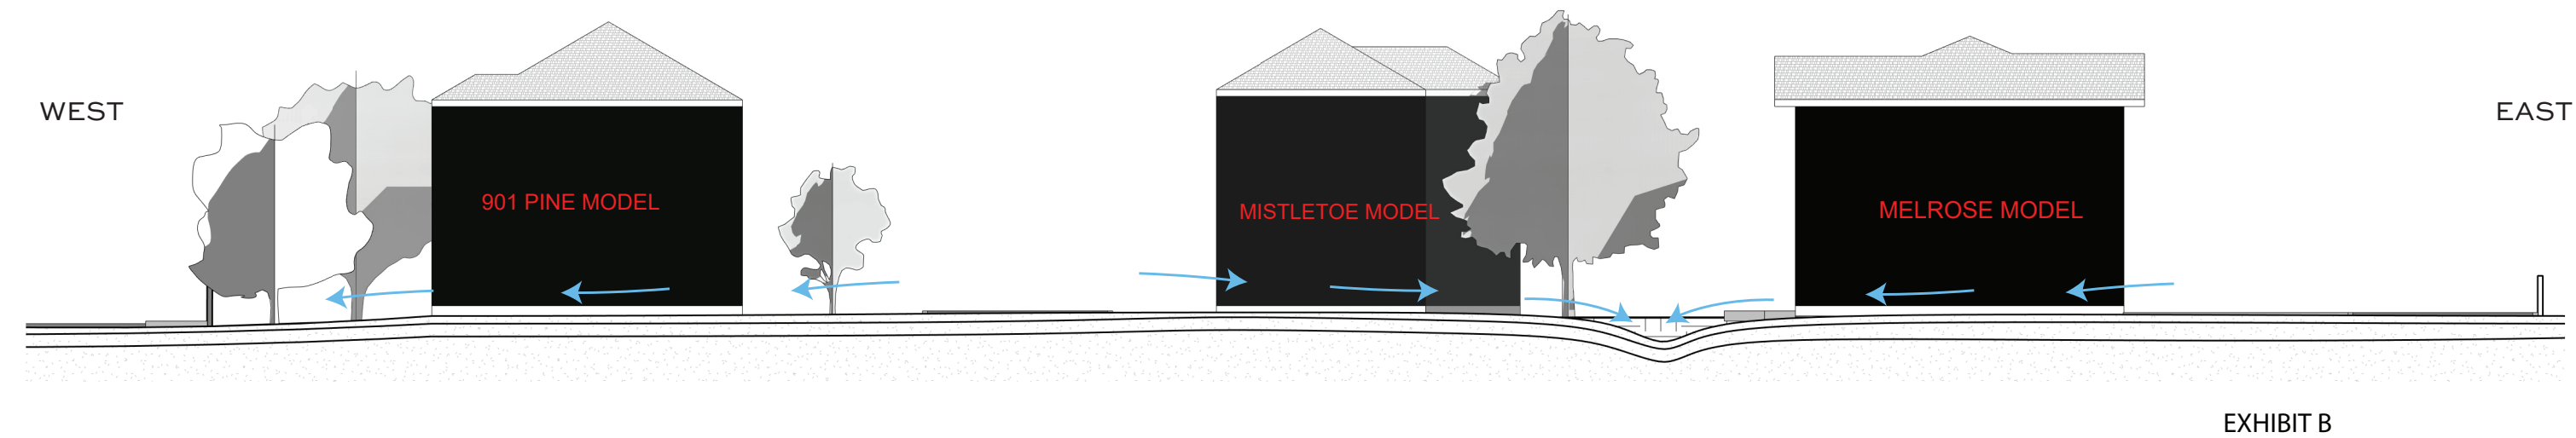 WEST
EAST
901 PINE MODEL
MISTLETOE MODEL
MELROSE MODEL
EXHIBIT B